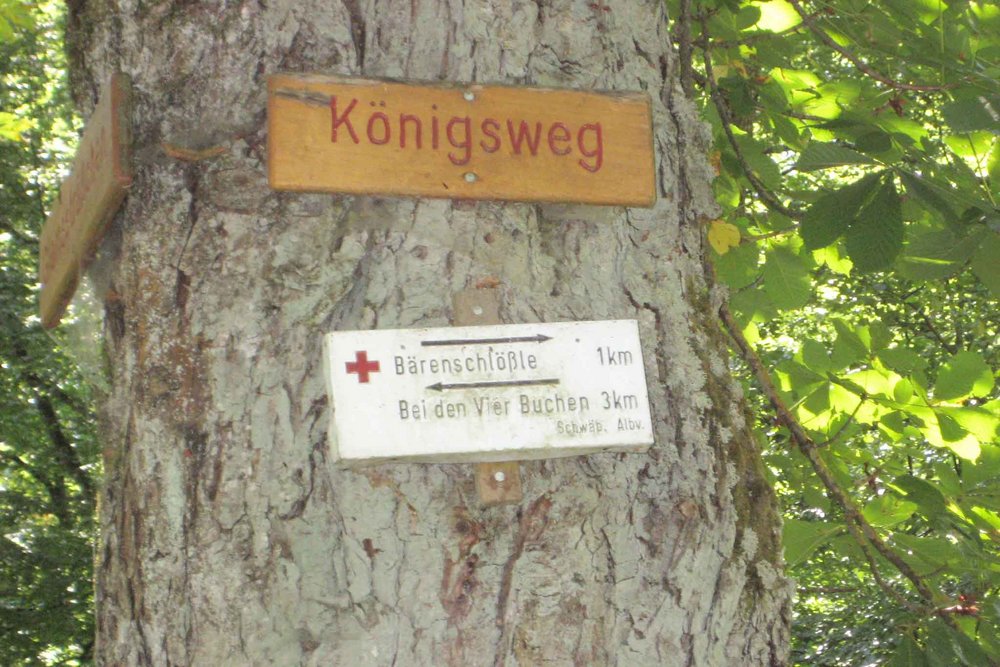 Königsweg
Bärenschlößle 1km
Bei den Vier Buchen 3km
Schwäb. Albv.